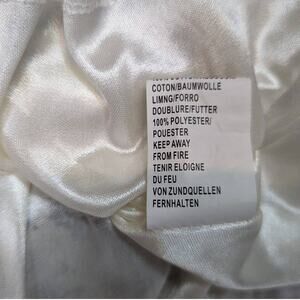 COTON/BAUMWOLLE
LIMNG/FORRO
DOUBLURE/FUTTER
100% POLYESTER/
POUESTER
KEEP AWAY
FROM FIRE
TENIR ELOIGNE
DU FEU
VON ZUNDQUELLEN
FERNHALTEN